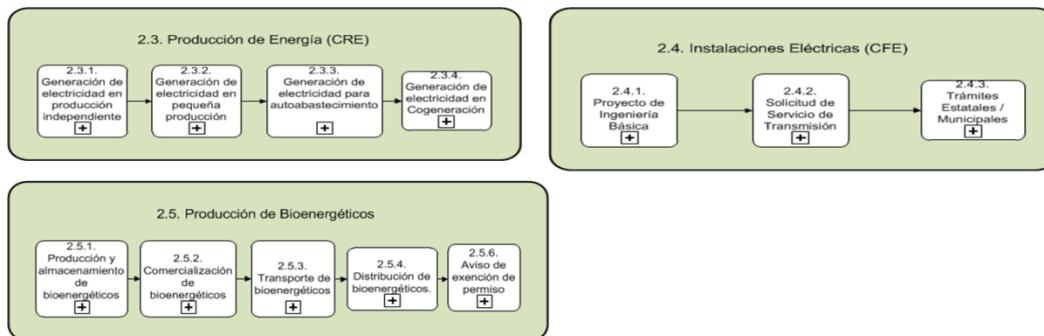 2.3. Producción de Energía (CRE)
2.3.1.
Generación de
electricidad en
producción
independiente
2.3.2.
Generación de
electricidad en
pequeña
producción
2.3.3.
Generación de
electricidad para
autoabastecimiento
2.3.4.
Generación de
electricidad en
Cogeneración
2.4. Instalaciones Eléctricas (CFE)
2.4.1.
Proyecto de
Ingeniería
Básica
2.4.2.
Solicitud de
Servicio de
Transmisión
2.4.3.
Trámites
Estatales /
Municipales
2.5. Producción de Bioenergéticos
2.5.1.
Producción y
almacenamiento
de
bioenergéticos
2.5.2.
Comercialización
de
bioenergéticos
2.5.3.
Transporte de
bioenergéticos
2.5.4.
Distribución de
bioenergéticos.
2.5.6.
Aviso de
exención de
permiso